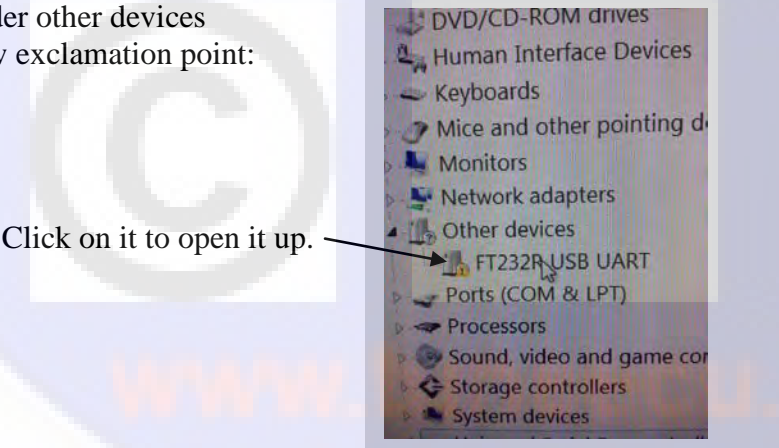 der other devices
exclamation point:
Click on it to open it up.
DVD/CD-ROM drives
Human Interface Devices
Keyboards
Mice and other pointing
Monitors
Network adapters
Other devices
FT232R USB UART
Ports (COM & LPT)
Processors
Sound, video and game
Storage controllers
System devices